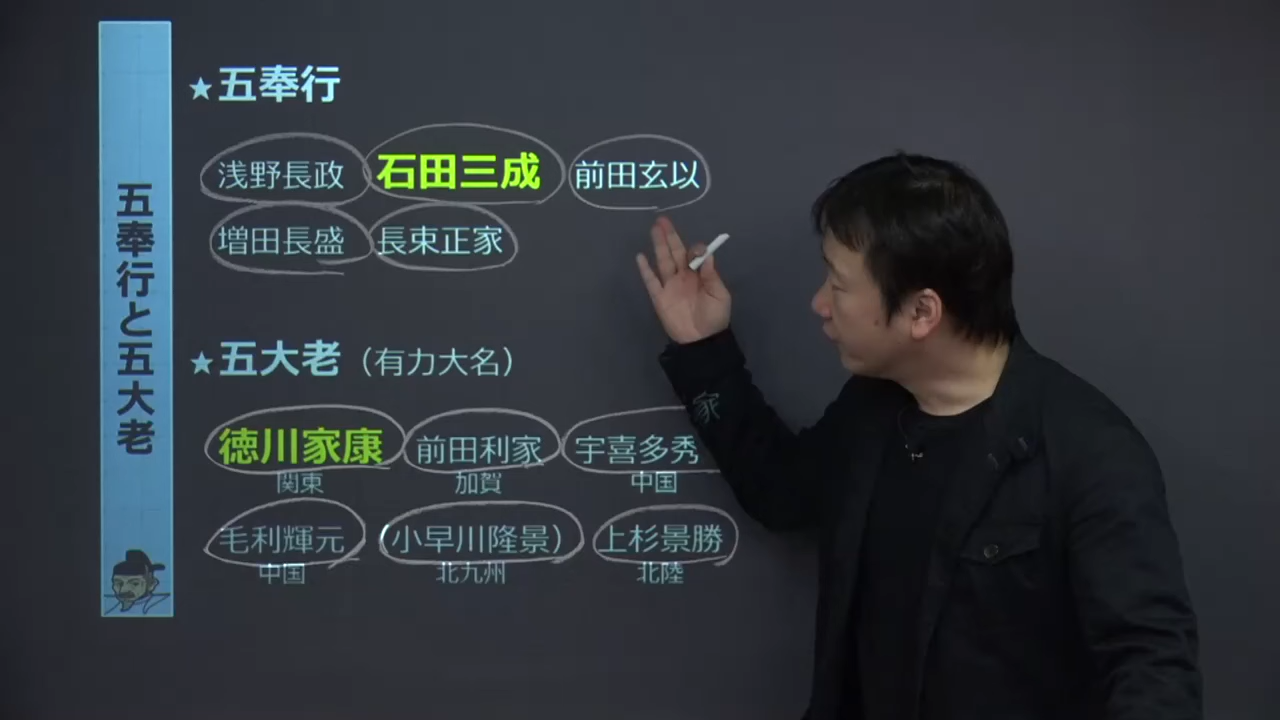 五奉行と五大老
★五奉行
浅野長政 石田三成 前田玄以
増田長盛 長束正家
★五大老（有力大名）
徳川家康 前田利家 宇喜多秀家
関東 加賀 中国
毛利輝元 （小早川隆景） 上杉景勝
中国 北九州 北陸